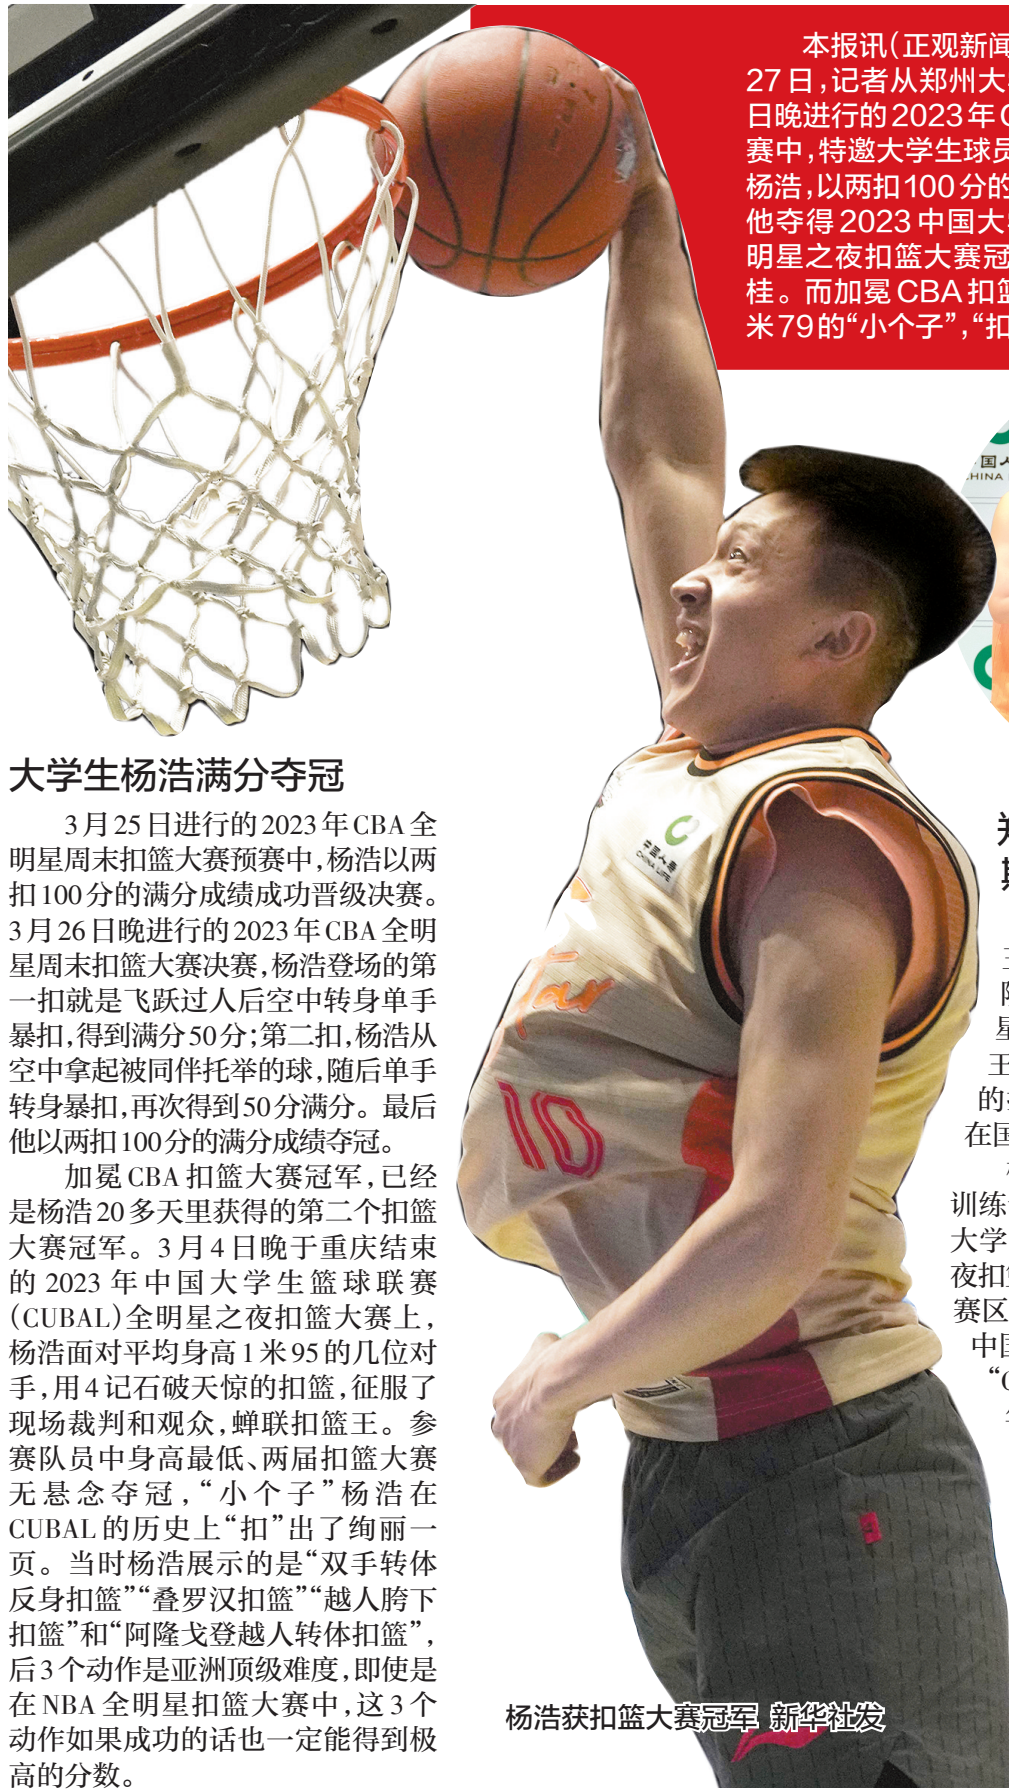 本报讯（正观新闻
27日，记者从郑州大
日晚进行的2023年C
赛中，特邀大学生球员
杨浩，以两扣100分的
他夺得2023中国大
明星之夜扣篮大赛冠
桂。而加冕CBA扣篮
米79的“小个子”，“扣
大学生杨浩满分夺冠
3月25日进行的2023年CBA全
明星周末扣篮大赛预赛中，杨浩以两
扣100分的满分成绩成功晋级决赛。
3月26日晚进行的2023年CBA全明
星周末扣篮大赛决赛，杨浩登场的第
一扣就是飞跃过人后空中转身单手
暴扣，得到满分50分；第二扣，杨浩从
空中拿起被同伴托举的球，随后单手
转身暴扣，再次得到50分满分。最后
他以两扣100分的满分成绩夺冠。
加冕CBA扣篮大赛冠军，已经
是杨浩20多天里获得的第二个扣篮
大赛冠军。3月4日晚于重庆结束
的2023年中国大学生篮球联赛
（CUBAL）全明星之夜扣篮大赛上，
杨浩面对平均身高1米95的几位对
手，用4记石破天惊的扣篮，征服了
现场裁判和观众，蝉联扣篮王。参
赛队员中身高最低、两届扣篮大赛
无悬念夺冠，“小个子”杨浩在
CUBAL的历史上“扣”出了绚丽一
页。当时杨浩展示的是“双手转体
反身扣篮”“叠罗汉扣篮”“越人胯下
扣篮”和“阿隆戈登越人转体扣篮”，
后3个动作是亚洲顶级难度，即使是
在NBA全明星扣篮大赛中，这3个
动作如果成功的话也一定能得到极
高的分数。
中国人寿
CHINA LIFE
10
国人
HINA
星
王
的
在国
训练
大学
夜扣
赛区
中国
杨浩获扣篮大赛冠军 新华社发